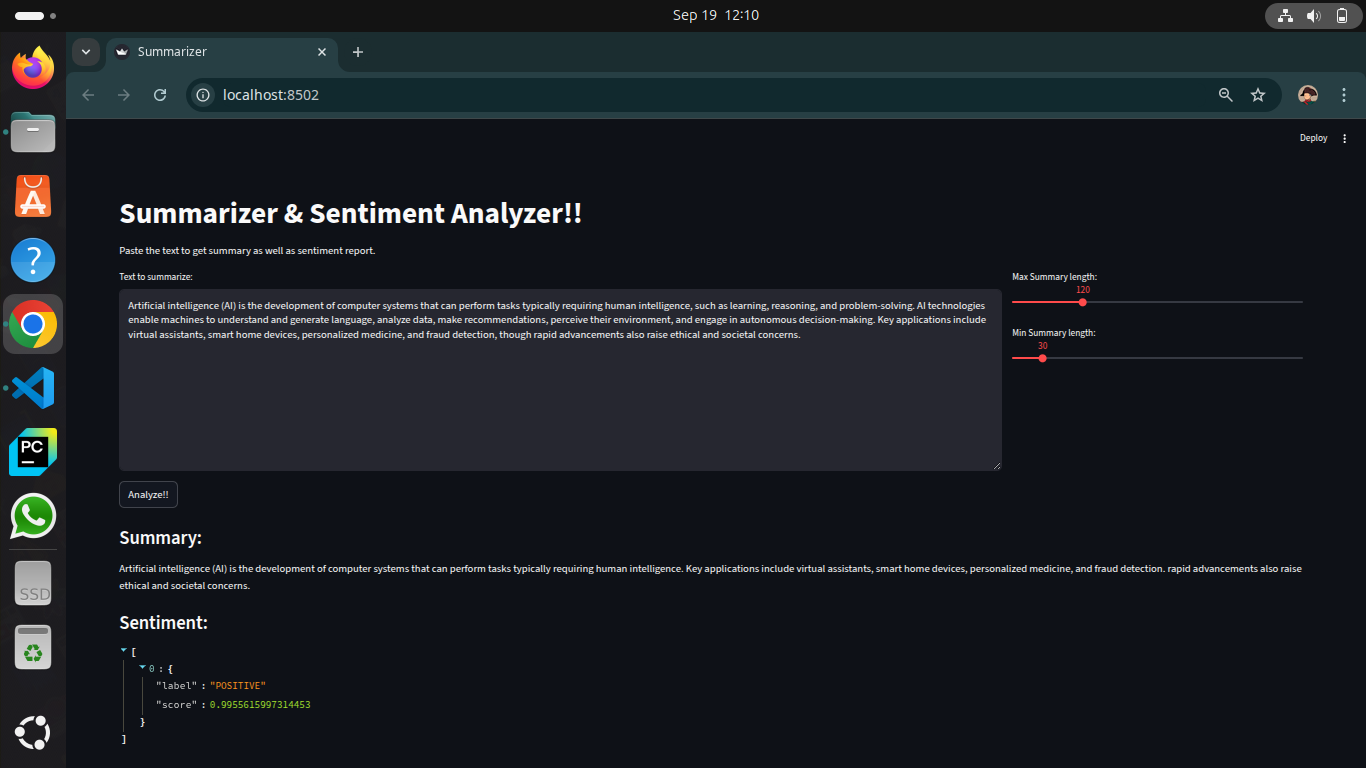 Sep 19 12:10
Summarizer
localhost:8502
Deploy
Summarizer & Sentiment Analyzer!!
Paste the text to get summary as well as sentiment report.
Text to summarize:
Artificial intelligence (AI) is the development of computer systems that can perform tasks typically requiring human intelligence, such as learning, reasoning, and problem-solving. AI technologies
enable machines to understand and generate language, analyze data, make recommendations, perceive their environment, and engage in autonomous decision-making. Key applications include
virtual assistants, smart home devices, personalized medicine, and fraud detection, though rapid advancements also raise ethical and societal concerns.
Max Summary length:
120
Min Summary length:
30
Analyze!!
Summary:
Artificial intelligence (AI) is the development of computer systems that can perform tasks typically requiring human intelligence. Key applications include virtual assistants, smart home devices, personalized medicine, and fraud detection. rapid advancements also raise
ethical and societal concerns.
Sentiment:
[
0 : {
"label" : "POSITIVE"
"score" : 0.9955615997314453
}
]
PC
SSD